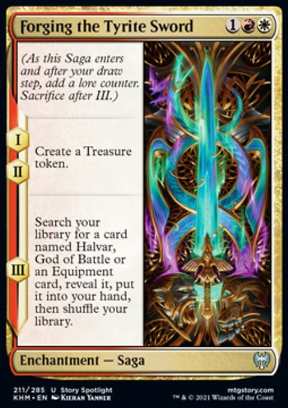 Forging the Tyrite Sword 1
(As this Saga enters
and after your draw
step, add a lore counter.
Sacrifice after III.)
I
II
Create a Treasure
token.
III
Search your
library for a card
named Halvar,
God of Battle or
an Equipment
card, reveal it, put
it into your hand,
then shuffle your
library.
Enchantment — Saga
211/285 U Story Spotlight
KHM • EN KIERAN YANNER
mtgstory.com
™ & © 2021 Wizards of the Coast